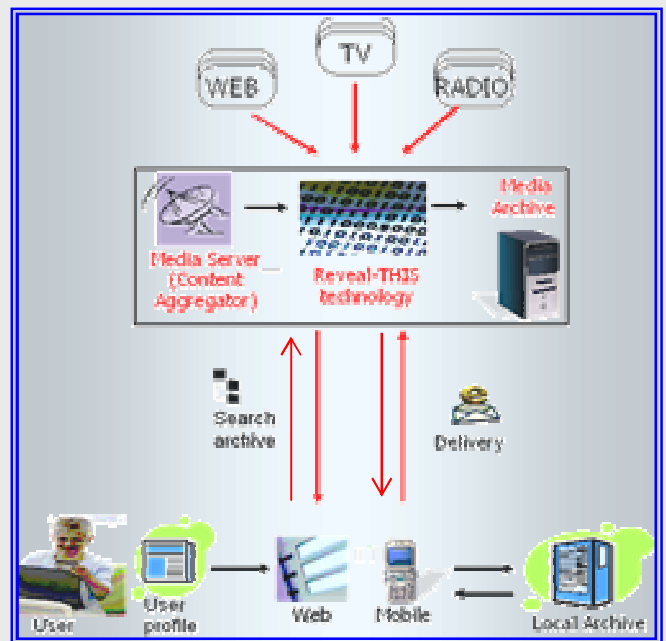 WEB
TV
RADIO
Media Server
(Content
Aggregator)
Reveal-THIS
technology
Media
Archive
Search
archive
Delivery
User
User
profile
Web
Mobile
Local Archive